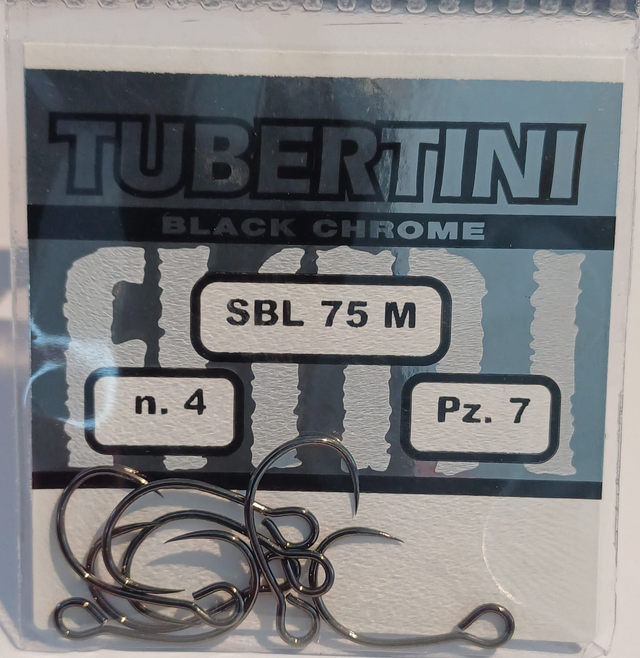 TUBERTINI
BLACK CHROME
SBL 75 M
n. 4
Pz. 7